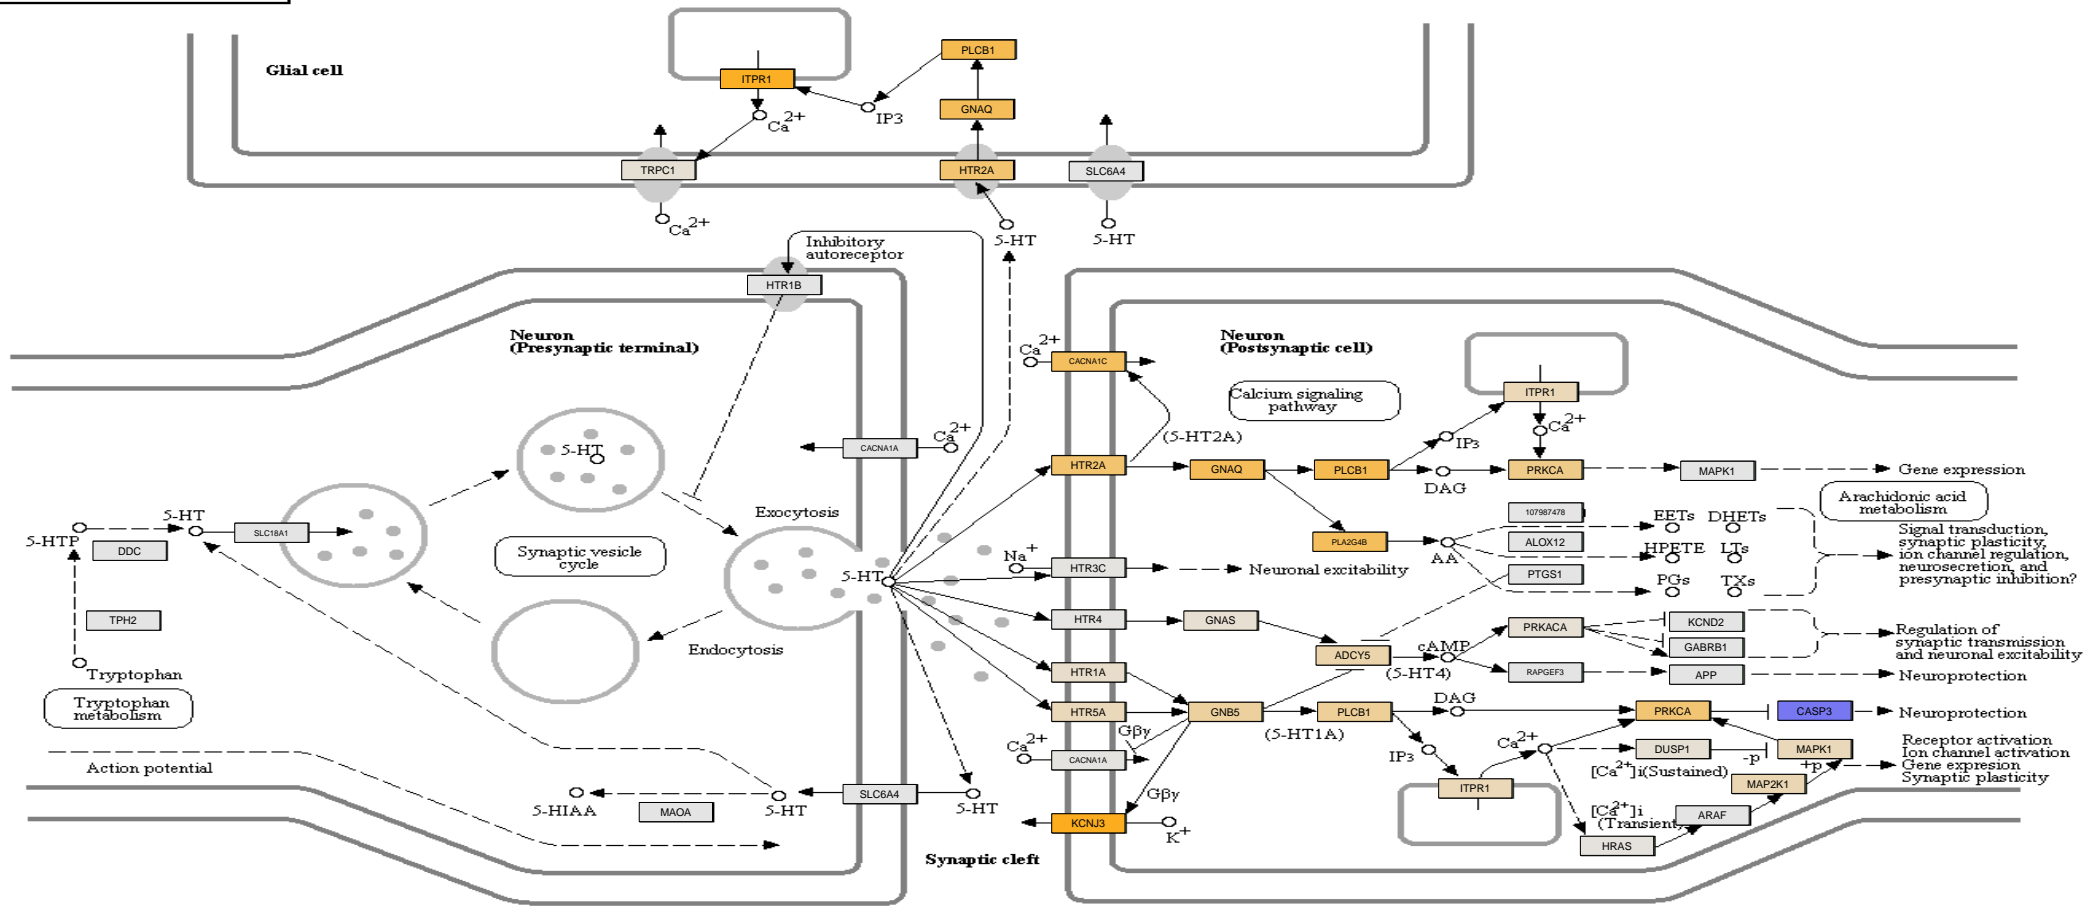 PLCB1
Glial cell
ITPR1
GNAQ
IP3
Ca2+
TRPC1
HTR2A
SLC6A4
Ca2+
5-HT
5-HT
Inhibitory
autoreceptor
HTR1B
Neuron
(Presynaptic terminal)
Neuron
(Postsynaptic cell)
Ca2+
CACNA1C
ITPR1
Calcium signaling
pathway
Ca2+
(5-HT2A)
IP3
CACNA1A
Ca2+
5-HT
HTR2A
GNAQ
PLCB1
DAG
PRKCA
MAPK1
Gene expression
Arachidonic acid
metabolism
5-HT
5-HTP
DDC
SLC18A1
Exocytosis
Synaptic vesicle
cycle
107987478
EETs
DHETs
PLA2G4B
AA
ALOX12
HPETE
LTs
PTGS1
PGs
TXs
Signal transduction,
synaptic plasticity,
ion channel regulation,
neurosecretion, and
presynaptic inhibition?
Na+
5-HT
HTR3C
Neuronal excitability
TPH2
HTR4
GNAS
PRKACA
KCND2
GABRB1
Regulation of
synaptic transmission
and neuronal excitability
Endocytosis
ADCY5
cAMP
(5-HT4)
RAPGEF3
APP
Neuroprotection
Tryptophan
Tryptophan
metabolism
HTR1A
HTR5A
GNB5
PLCB1
DAG
PRKCA
CASP3
Neuroprotection
(5-HT1A)
Gβγ
Ca2+
CACNA1A
IP3
Ca2+
DUSP1
-p
MAPK1
+p
Receptor activation
Ion channel activation
Gene expresion
Synaptic plasticity
[Ca2+]i(Sustained)
MAP2K1
Action potential
ITPR1
5-HIAA
MAOA
5-HT
SLC6A4
5-HT
Gβγ
KCNJ3
K+
[Ca2+]i
(Transient)
ARAF
HRAS
Synaptic cleft